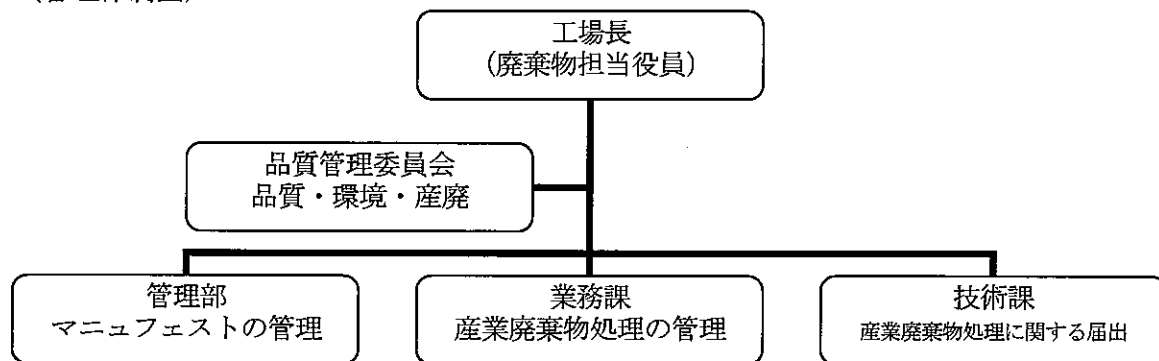 工場長
(廃棄物担当役員)
品質管理委員会
品質・環境・産廃
管理部
マニュフェストの管理
業務課
産業廃棄物処理の管理
技術課
産業廃棄物処理に関する届出